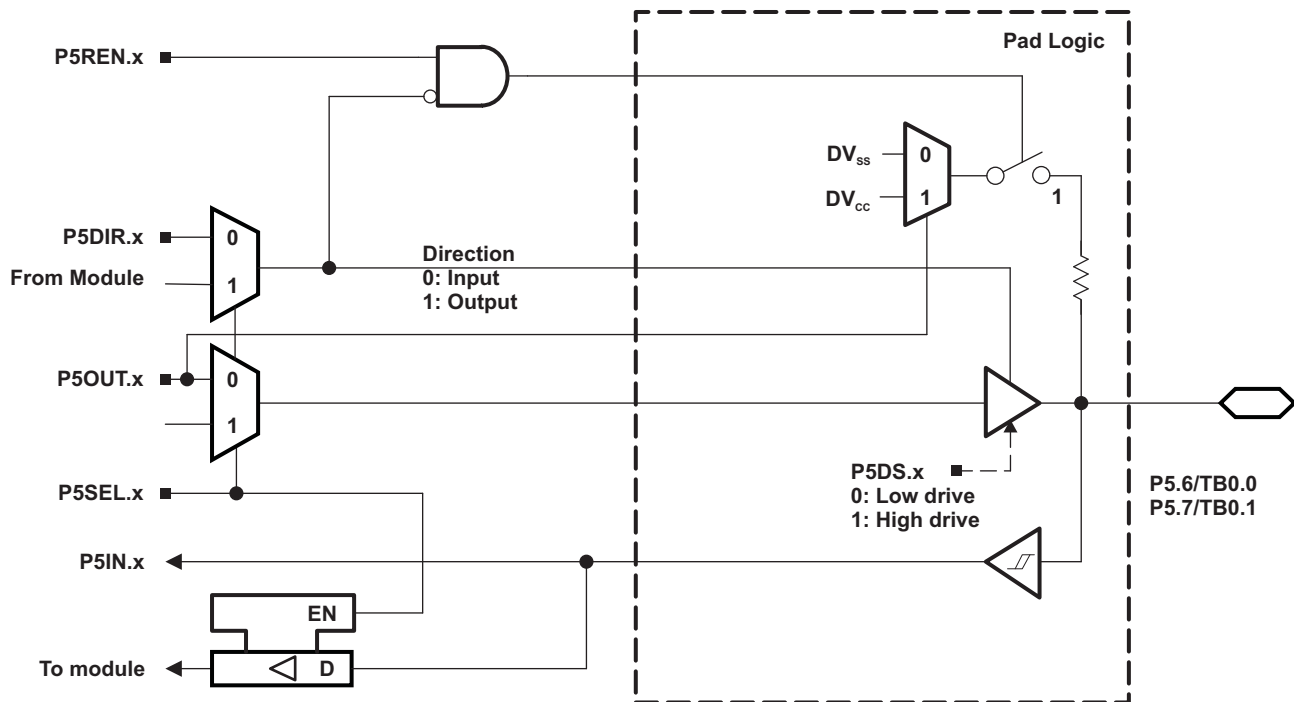 Pad Logic
P5REN.x
DVSS
0
DVCC
1
1
P5DIR.x
0
From Module
1
Direction
0: Input
1: Output
P5OUT.x
0
1
P5DS.x
0: Low drive
1: High drive
P5.6/TB0.0
P5.7/TB0.1
P5SEL.x
P5IN.x
EN
To module
D